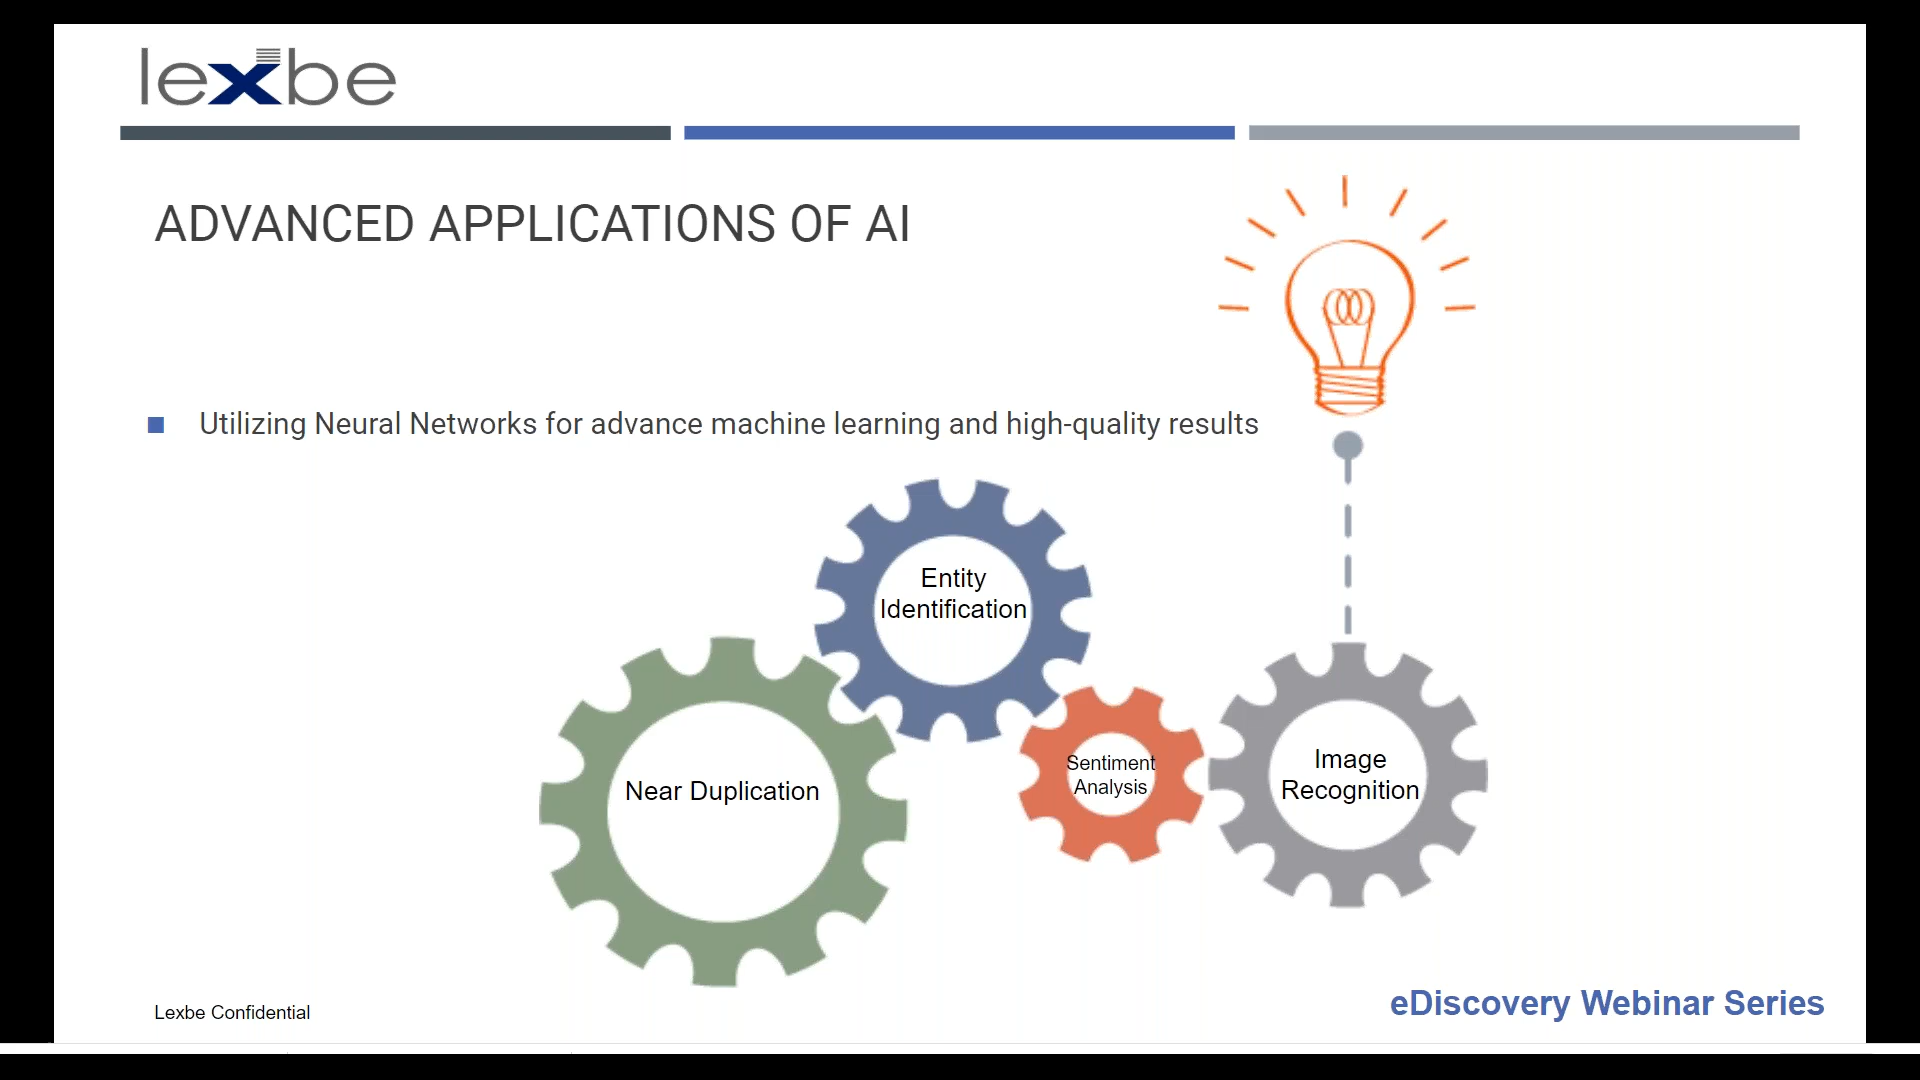 lexbe
ADVANCED APPLICATIONS OF AI
Utilizing Neural Networks for advance machine learning and high-quality results
Entity
Identification
Near Duplication
Sentiment
Analysis
Image
Recognition
Lexbe Confidential
eDiscovery Webinar Series